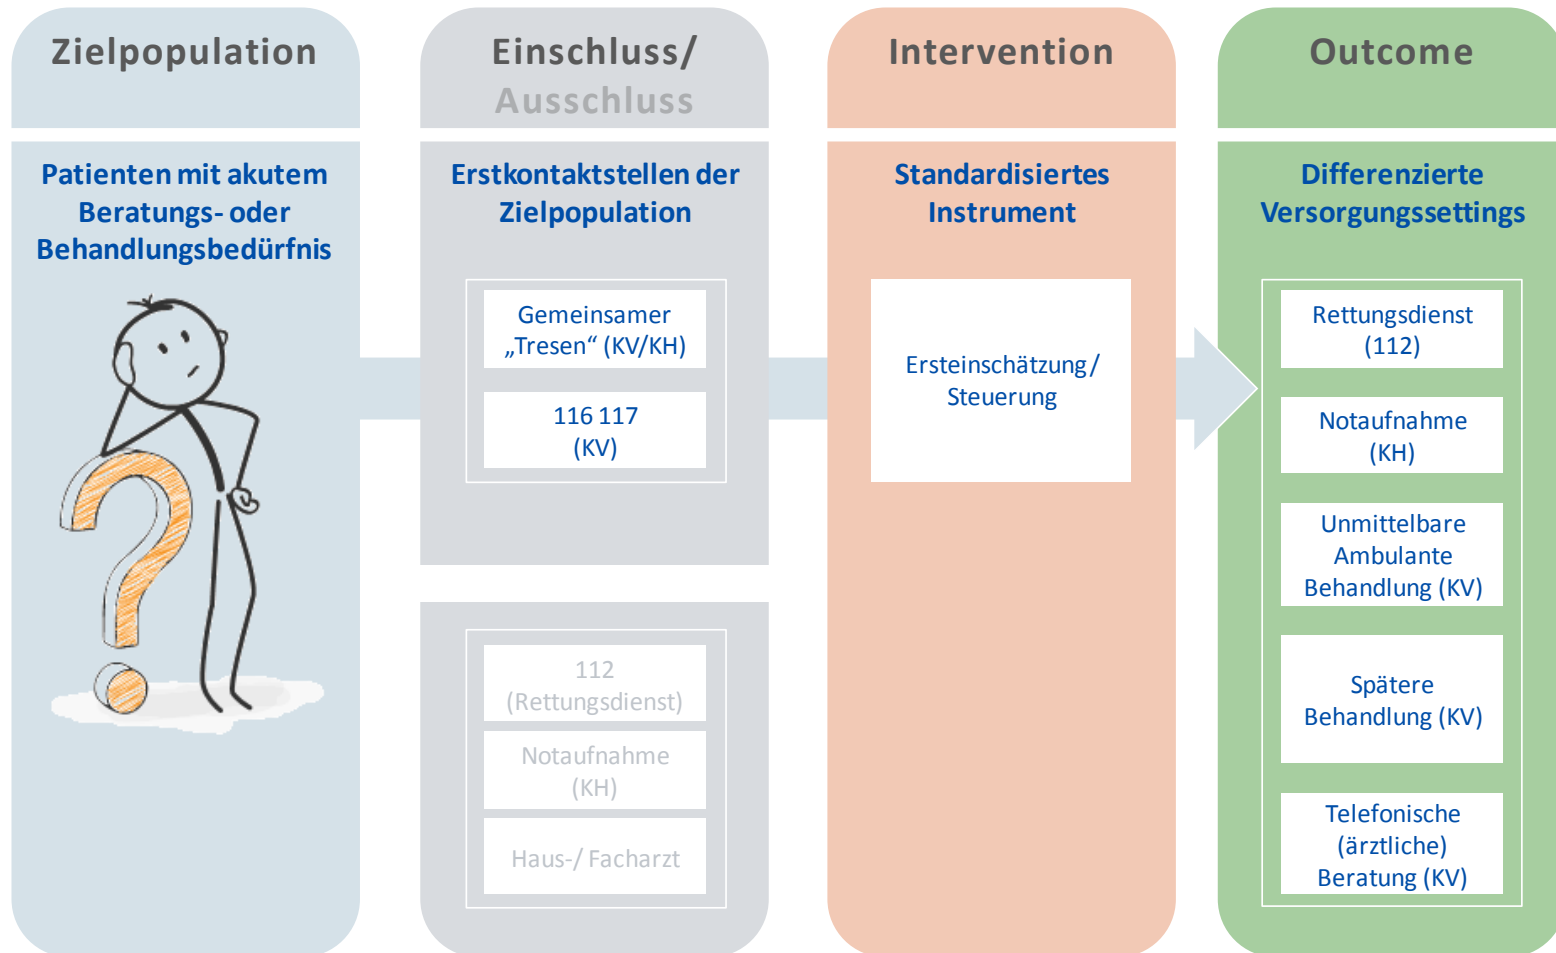 Zielpopulation
Patienten mit akutem
Beratungs- oder
Behandlungsbedürfnis
Einschluss/
Ausschluss
Erstkontaktstellen der
Zielpopulation
Gemeinsamer
„Tresen“ (KV/KH)
116 117
(KV)
112
(Rettungsdienst)
Notaufnahme
(KH)
Haus-/ Facharzt
Intervention
Standardisiertes
Instrument
Ersteinschätzung/
Steuerung
Outcome
Differenzierte
Versorgungssettings
Rettungsdienst
(112)
Notaufnahme
(KH)
Unmittelbare
Ambulante
Behandlung (KV)
Spätere
Behandlung (KV)
Telefonische
(ärztliche)
Beratung (KV)